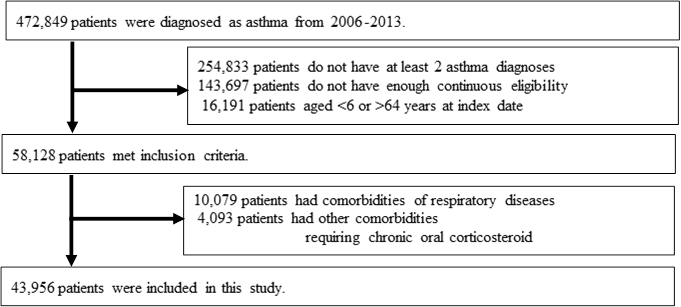 472,849 patients were diagnosed as asthma from 2006-2013.
254,833 patients do not have at least 2 asthma diagnoses
143,697 patients do not have enough continuous eligibility
16,191 patients aged <6 or >64 years at index date
58,128 patients met inclusion criteria.
10,079 patients had comorbidities of respiratory diseases
4,093 patients had other comorbidities
requiring chronic oral corticosteroid
43,956 patients were included in this study.